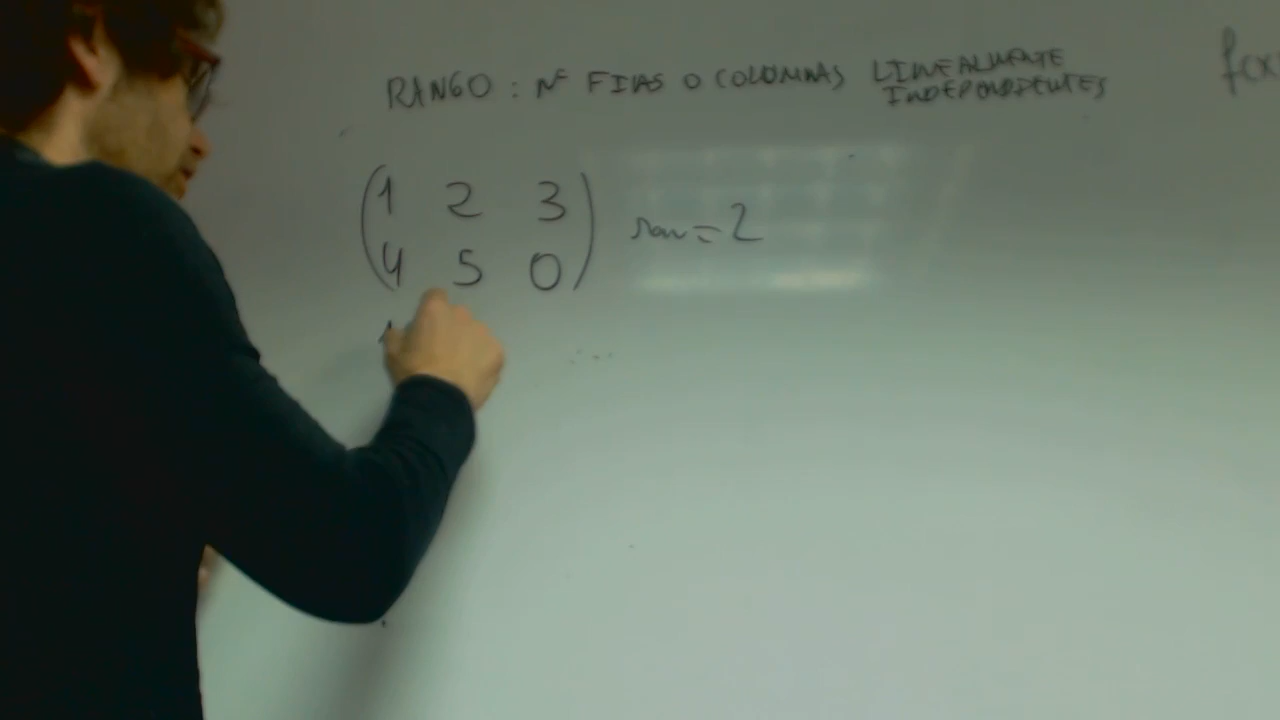 RANGO : Nº FILAS O COLUMNAS LINEALMENTE
INDEPENDIENTES
1 2 3
4 5 0
ran = 2